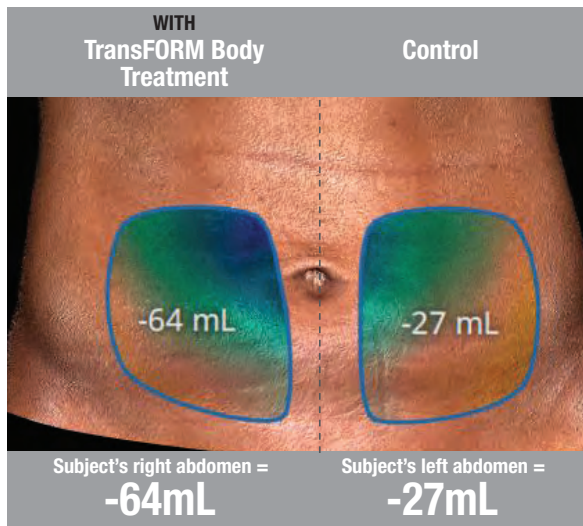 WITH
TransFORM Body
Treatment
Control
-64 mL
-27 mL
Subject's right abdomen =
-64mL
Subject's left abdomen =
-27mL